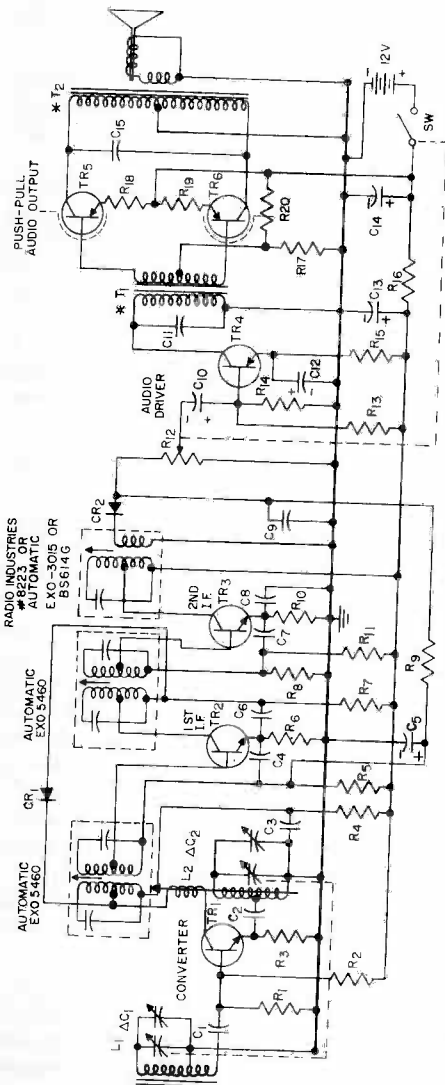 L1
ΔC1
C1
R1
R2
CONVERTER
TR1
R3
C2
L2
ΔC2
C3
R4
R5
AUTOMATIC
EXO 5460
CR1
1ST
I.F.
TR2
C4
R6
C6
C5
R7
R8
AUTOMATIC
EXO 5460
2ND
I.F.
TR3
C7
C8
R10
R11
R9
RADIO INDUSTRIES
#8223 OR
AUTOMATIC
EXO-3015 OR
BS614G
CR2
C9
R12
AUDIO
DRIVER
C10
+
R14
R13
TR4
C11
+
C12
-
R15
* T1
C13
+
R16
R17
R20
C14
+
PUSH-PULL
AUDIO OUTPUT
TR5
R18
R19
TR6
C15
* T2
12V
- +
SW